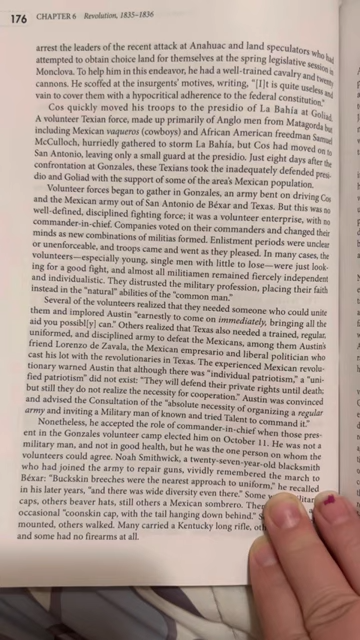 176 CHAPTER 6 Revolution, 1835–1836
arrest the leaders of the recent attack at Anahuac and land speculators who had
attempted to obtain choice land for themselves at the spring legislative session in
Monclova. To help him in this endeavor, he had a well-trained cavalry and twenty
cannons. He scoffed at the insurgents' motives, writing, "[I]t is quite useless and
vain to cover them with a hypocritical adherence to the federal constitution."
Cos quickly moved his troops to the presidio of La Bahía at Goliad.
A volunteer Texian force, made up primarily of Anglo men from Matagorda but
including Mexican vaqueros (cowboys) and African American freedman Samuel
McCulloch, hurriedly gathered to storm La Bahía, but Cos had moved on to
San Antonio, leaving only a small guard at the presidio. Just eight days after the
confrontation at Gonzales, these Texians took the inadequately defended presi-
dio and Goliad with the support of some of the area's Mexican population.
Volunteer forces began to gather in Gonzales, an army bent on driving Cos
and the Mexican army out of San Antonio de Béxar and Texas. But this was no
well-defined, disciplined fighting force; it was a volunteer enterprise, with no
commander-in-chief. Companies voted on their commanders and changed their
minds as new combinations of militias formed. Enlistment periods were unclear
or unenforceable, and troops came and went as they pleased. In many cases, the
volunteers—especially young, single men with little to lose—were just look-
ing for a good fight, and almost all militiamen remained fiercely independent
and individualistic. They distrusted the military profession, placing their faith
instead in the "natural" abilities of the "common man."
Several of the volunteers realized that they needed someone who could unite
them and implored Austin "earnestly to come on immediately, bringing all the
aid you possibl[y] can." Others realized that Texas also needed a trained, regular,
uniformed, and disciplined army to defeat the Mexicans, among them Austin's
friend Lorenzo de Zavala, the Mexican empresario and liberal politician who
cast his lot with the revolutionaries in Texas. The experienced Mexican revolu-
tionary warned Austin that although there was "individual patriotism," a "uni-
fied patriotism" did not exist: "They will defend their private rights until death;
but still they do not realize the necessity for cooperation." Austin was convinced
and advised the Consultation of the "absolute necessity of organizing a regular
army and inviting a Military man of known and tried Talent to command it."
Nonetheless, he accepted the role of commander-in-chief when those pres-
ent in the Gonzales volunteer camp elected him on October 11. He was not a
military man, and not in good health, but he was the one person on whom the
volunteers could agree. Noah Smithwick, a twenty-seven-year-old blacksmith
who had joined the army to repair guns, vividly remembered the march to
Béxar: "Buckskin breeches were the nearest approach to uniform," he recalled
in his later years, "and there was wide diversity even there." Some
caps, others beaver hats, still others a Mexican sombrero.
occasional "coonskin cap, with the tail hanging down behind."
mounted, others walked. Many carried a Kentucky long rifle,
and some had no firearms at all.